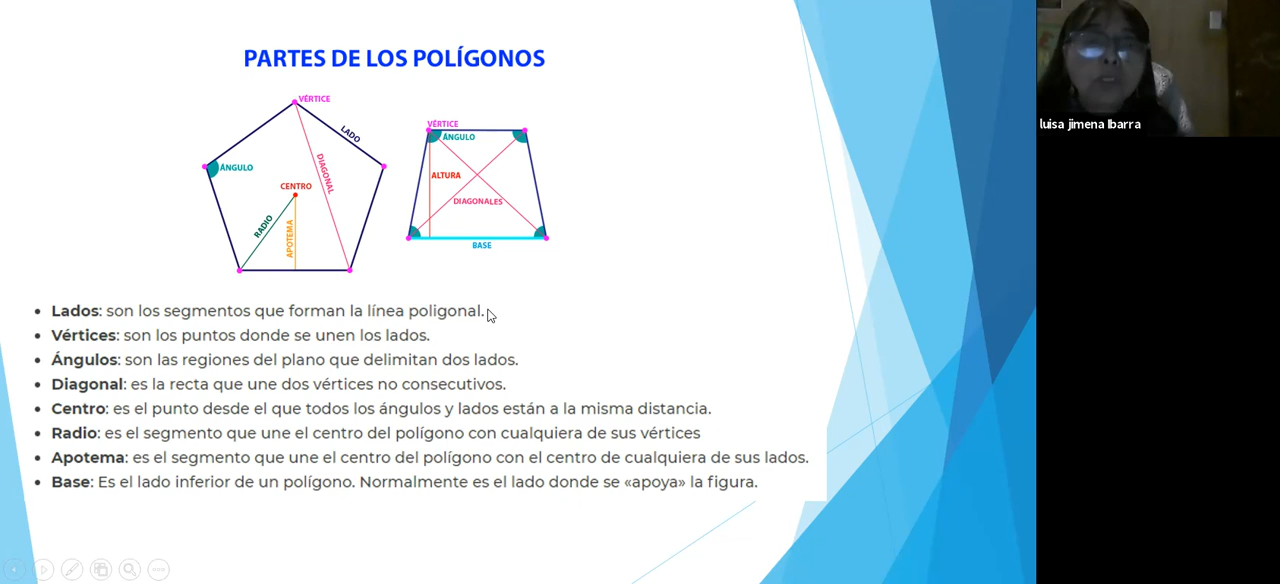 PARTES DE LOS POLÍGONOS
VÉRTICE
LADO
ÁNGULO
DIAGONAL
CENTRO
RADIO
APOTEMA
VÉRTICE
ÁNGULO
ALTURA
DIAGONALES
BASE
• Lados: son los segmentos que forman la línea poligonal.
• Vértices: son los puntos donde se unen los lados.
• Ángulos: son las regiones del plano que delimitan dos lados.
• Diagonal: es la recta que une dos vértices no consecutivos.
• Centro: es el punto desde el que todos los ángulos y lados están a la misma distancia.
• Radio: es el segmento que une el centro del polígono con cualquiera de sus vértices
• Apotema: es el segmento que une el centro del polígono con el centro de cualquiera de sus lados.
• Base: Es el lado inferior de un polígono. Normalmente es el lado donde se «apoya» la figura.
luisa jimena Ibarra